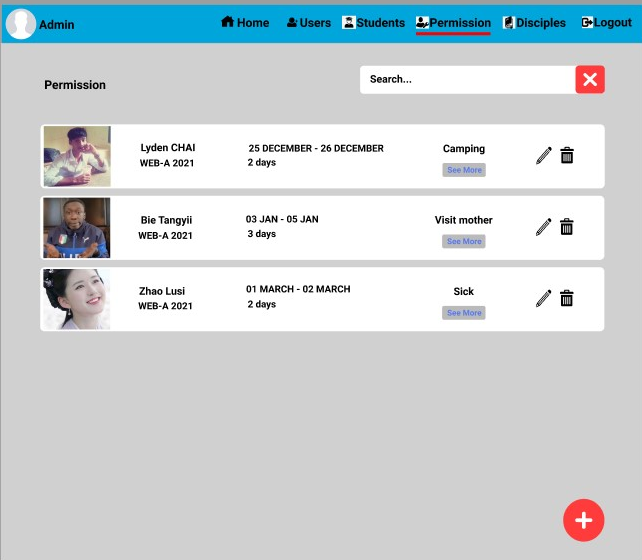 Admin
Home
Users
Students
Permission
Disciples
Logout
Permission
Search...
Lyden CHAI
WEB-A 2021
25 DECEMBER - 26 DECEMBER
2 days
Camping
See More
Bie Tangyii
WEB-A 2021
03 JAN - 05 JAN
3 days
Visit mother
See More
Zhao Lusi
WEB-A 2021
01 MARCH - 02 MARCH
2 days
Sick
See More